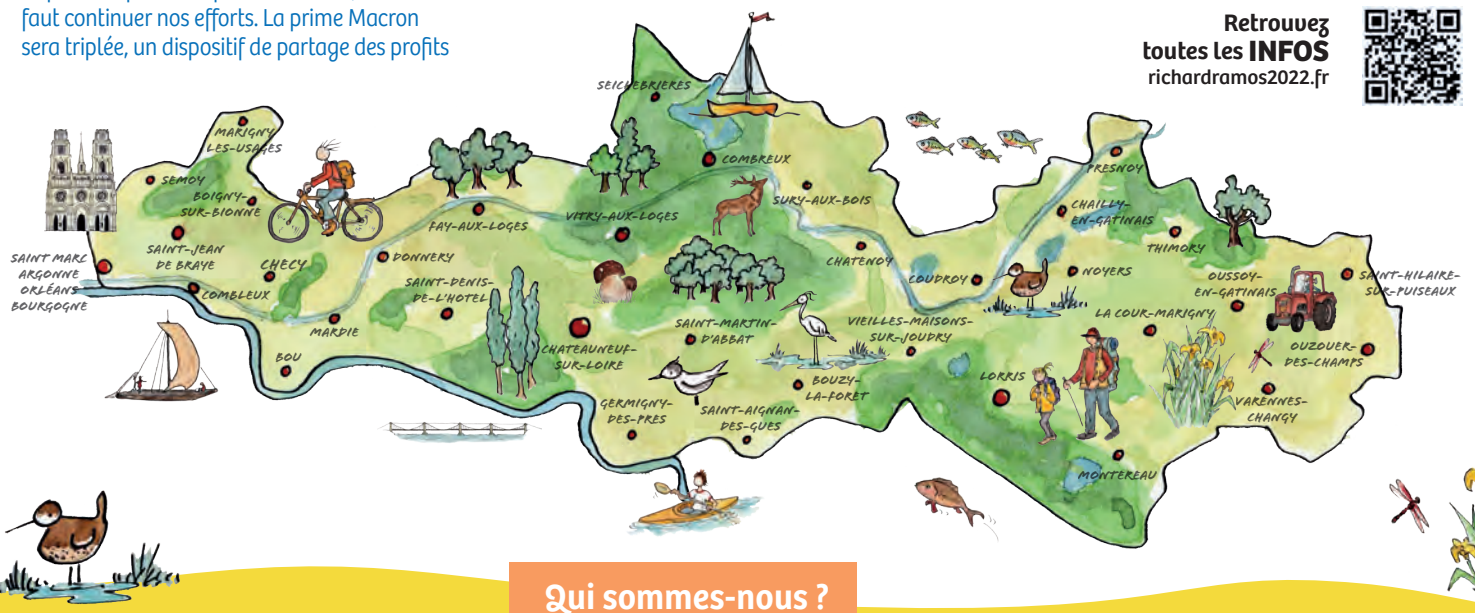 faut continuer nos efforts. La prime Macron
sera triplée, un dispositif de partage des profits
Retrouvez
toutes les INFOS
richardramos2022.fr
SEICHEBRIERES
MARIGNY
LES-USAGES
COMBREUX
PRESNOY
SEMOY
BOIGNY-
SUR-BIONNE
SURY-AUX-BOIS
CHAILLY-
EN-GATINAIS
FAY-AUX-LOGES
VITRY-AUX-LOGES
THIMORY
SAINT-JEAN
DE BRAYE
CHATENOY
SAINT MARC
ARGONNE
ORLÉANS
BOURGOGNE
CHECY
DONNERY
COUDROY
NOYERS
OUSSOY-
EN-GATINAIS
SAINT-HILAIRE-
SUR-PUISEAUX
COMBLEUX
SAINT-DENIS-
DE-L'HOTEL
MARDIE
SAINT-MARTIN-
D'ABBAT
VIEILLES-MAISONS-
SUR-JOUDRY
LA COUR-MARIGNY
OUZOUER-
DES-CHAMPS
BOU
CHATEAUNEUF-
SUR-LOIRE
BOUZY-
LA-FORET
LORRIS
VARENNES-
CHANGY
GERMIGNY-
DES-PRES
SAINT-AIGNAN-
DES-GUES
MONTEREAU
Qui sommes-nous ?